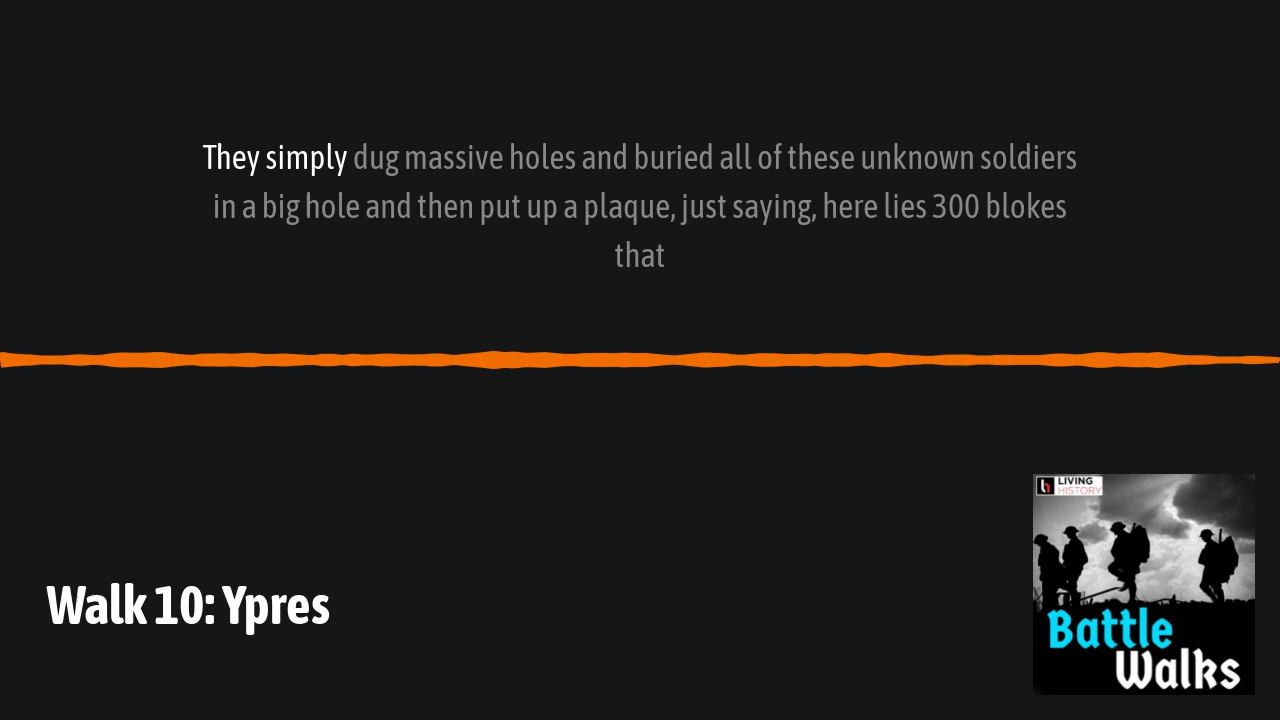 They simply dug massive holes and buried all of these unknown soldiers
in a big hole and then put up a plaque, just saying, here lies 300 blokes
that
LIVING
HISTORY
Walk 10: Ypres
Battle
Walks